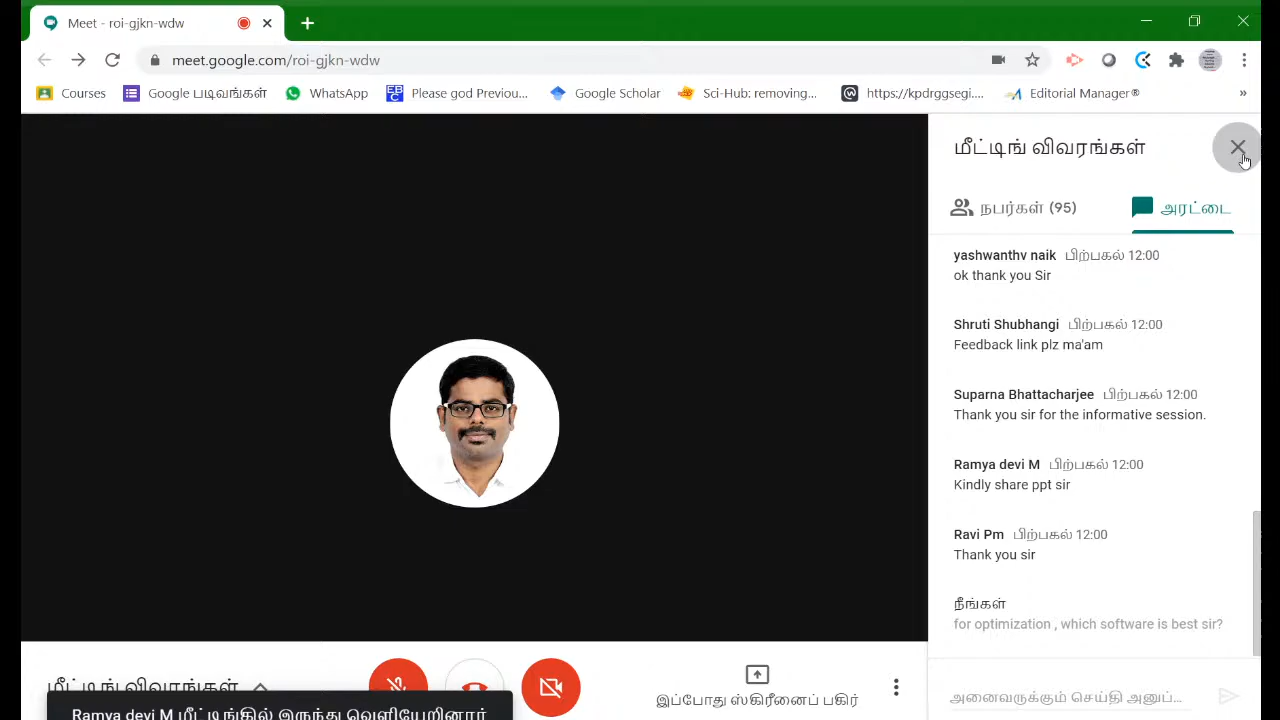 Meet - roi-gjkn-wdw
meet.google.com/roi-gjkn-wdw
Courses
Google படிவங்கள்
WhatsApp
EBC
Please god Previou...
Google Scholar
Sci-Hub: removing...
https://kpdrggsegi....
Editorial Manager®
»
மீட்டிங் விவரங்கள்
நபர்கள் (95)
அரட்டை
yashwanthv naik பிற்பகல் 12:00
ok thank you Sir
Shruti Shubhangi பிற்பகல் 12:00
Feedback link plz ma'am
Suparna Bhattacharjee பிற்பகல் 12:00
Thank you sir for the informative session.
Ramya devi M பிற்பகல் 12:00
Kindly share ppt sir
Ravi Pm பிற்பகல் 12:00
Thank you sir
நீங்கள்
for optimization , which software is best sir?
அனைவருக்கும் செய்தி அனுப்...
மீட்டிங் விவரங்கள்
இப்போது ஸ்கிரீனைப் பகிர்
Ramya devi M மீட்டிங்கில் இருந்து வெளியேறினார்